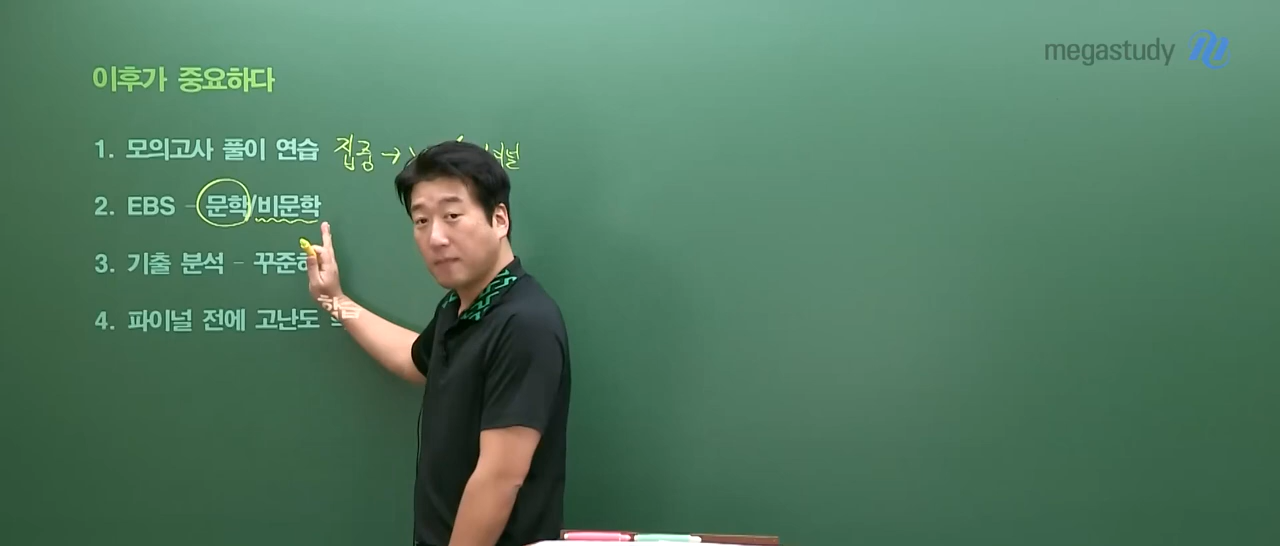 megastudy
이후가 중요하다
1. 모의고사 풀이 연습 집중 →
2. EBS - 문학/비문학
3. 기출 분석 - 꾸준히
4. 파이널 전에 고난도 학습